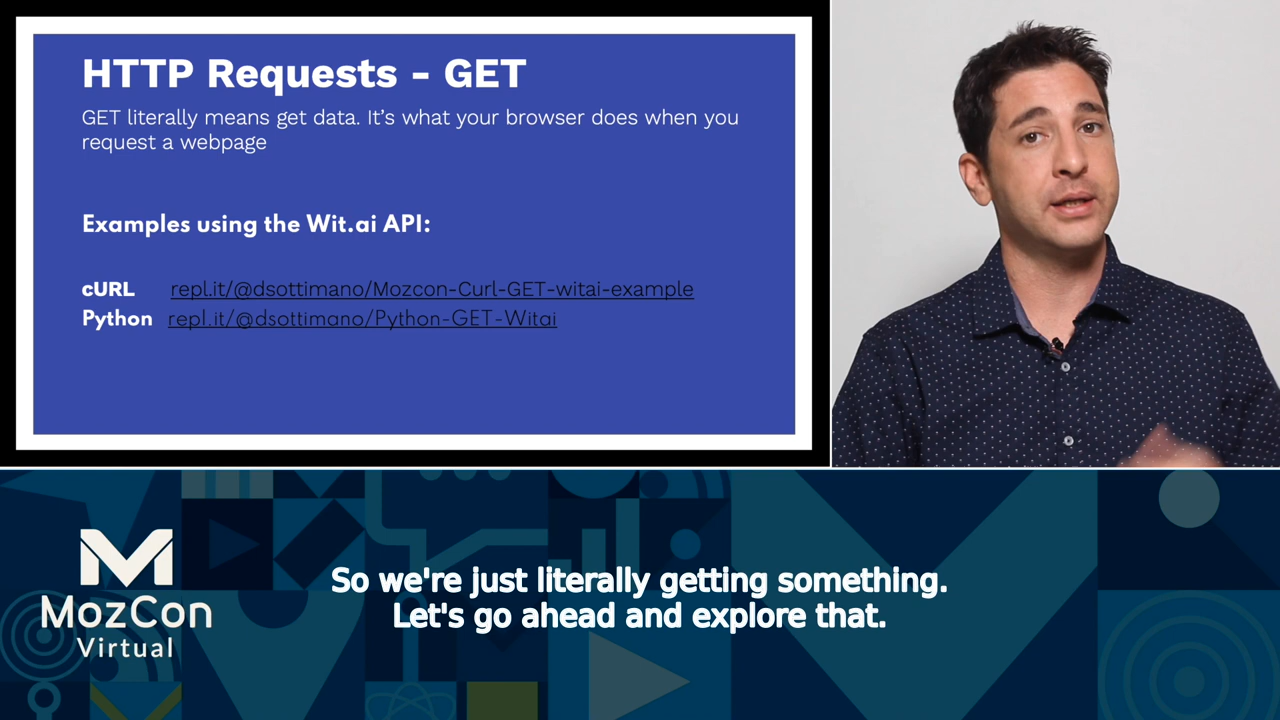 HTTP Requests - GET
GET literally means get data. It’s what your browser does when you
request a webpage
Examples using the Wit.ai API:
cURL repl.it/@dsottimano/Mozcon-Curl-GET-witai-example
Python repl.it/@dsottimano/Python-GET-Witai
M
MozCon
Virtual
So we're just literally getting something.
Let's go ahead and explore that.